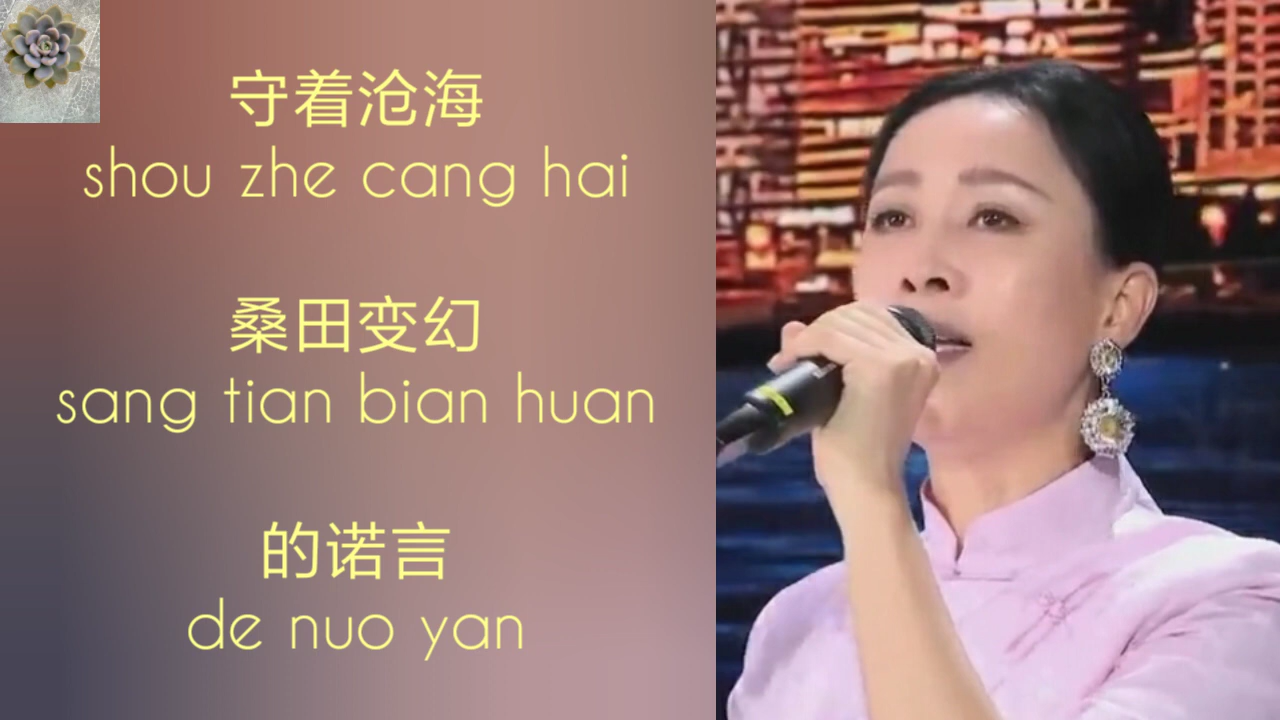 守着沧海
shou zhe cang hai
桑田变幻
sang tian bian huan
的诺言
de nuo yan